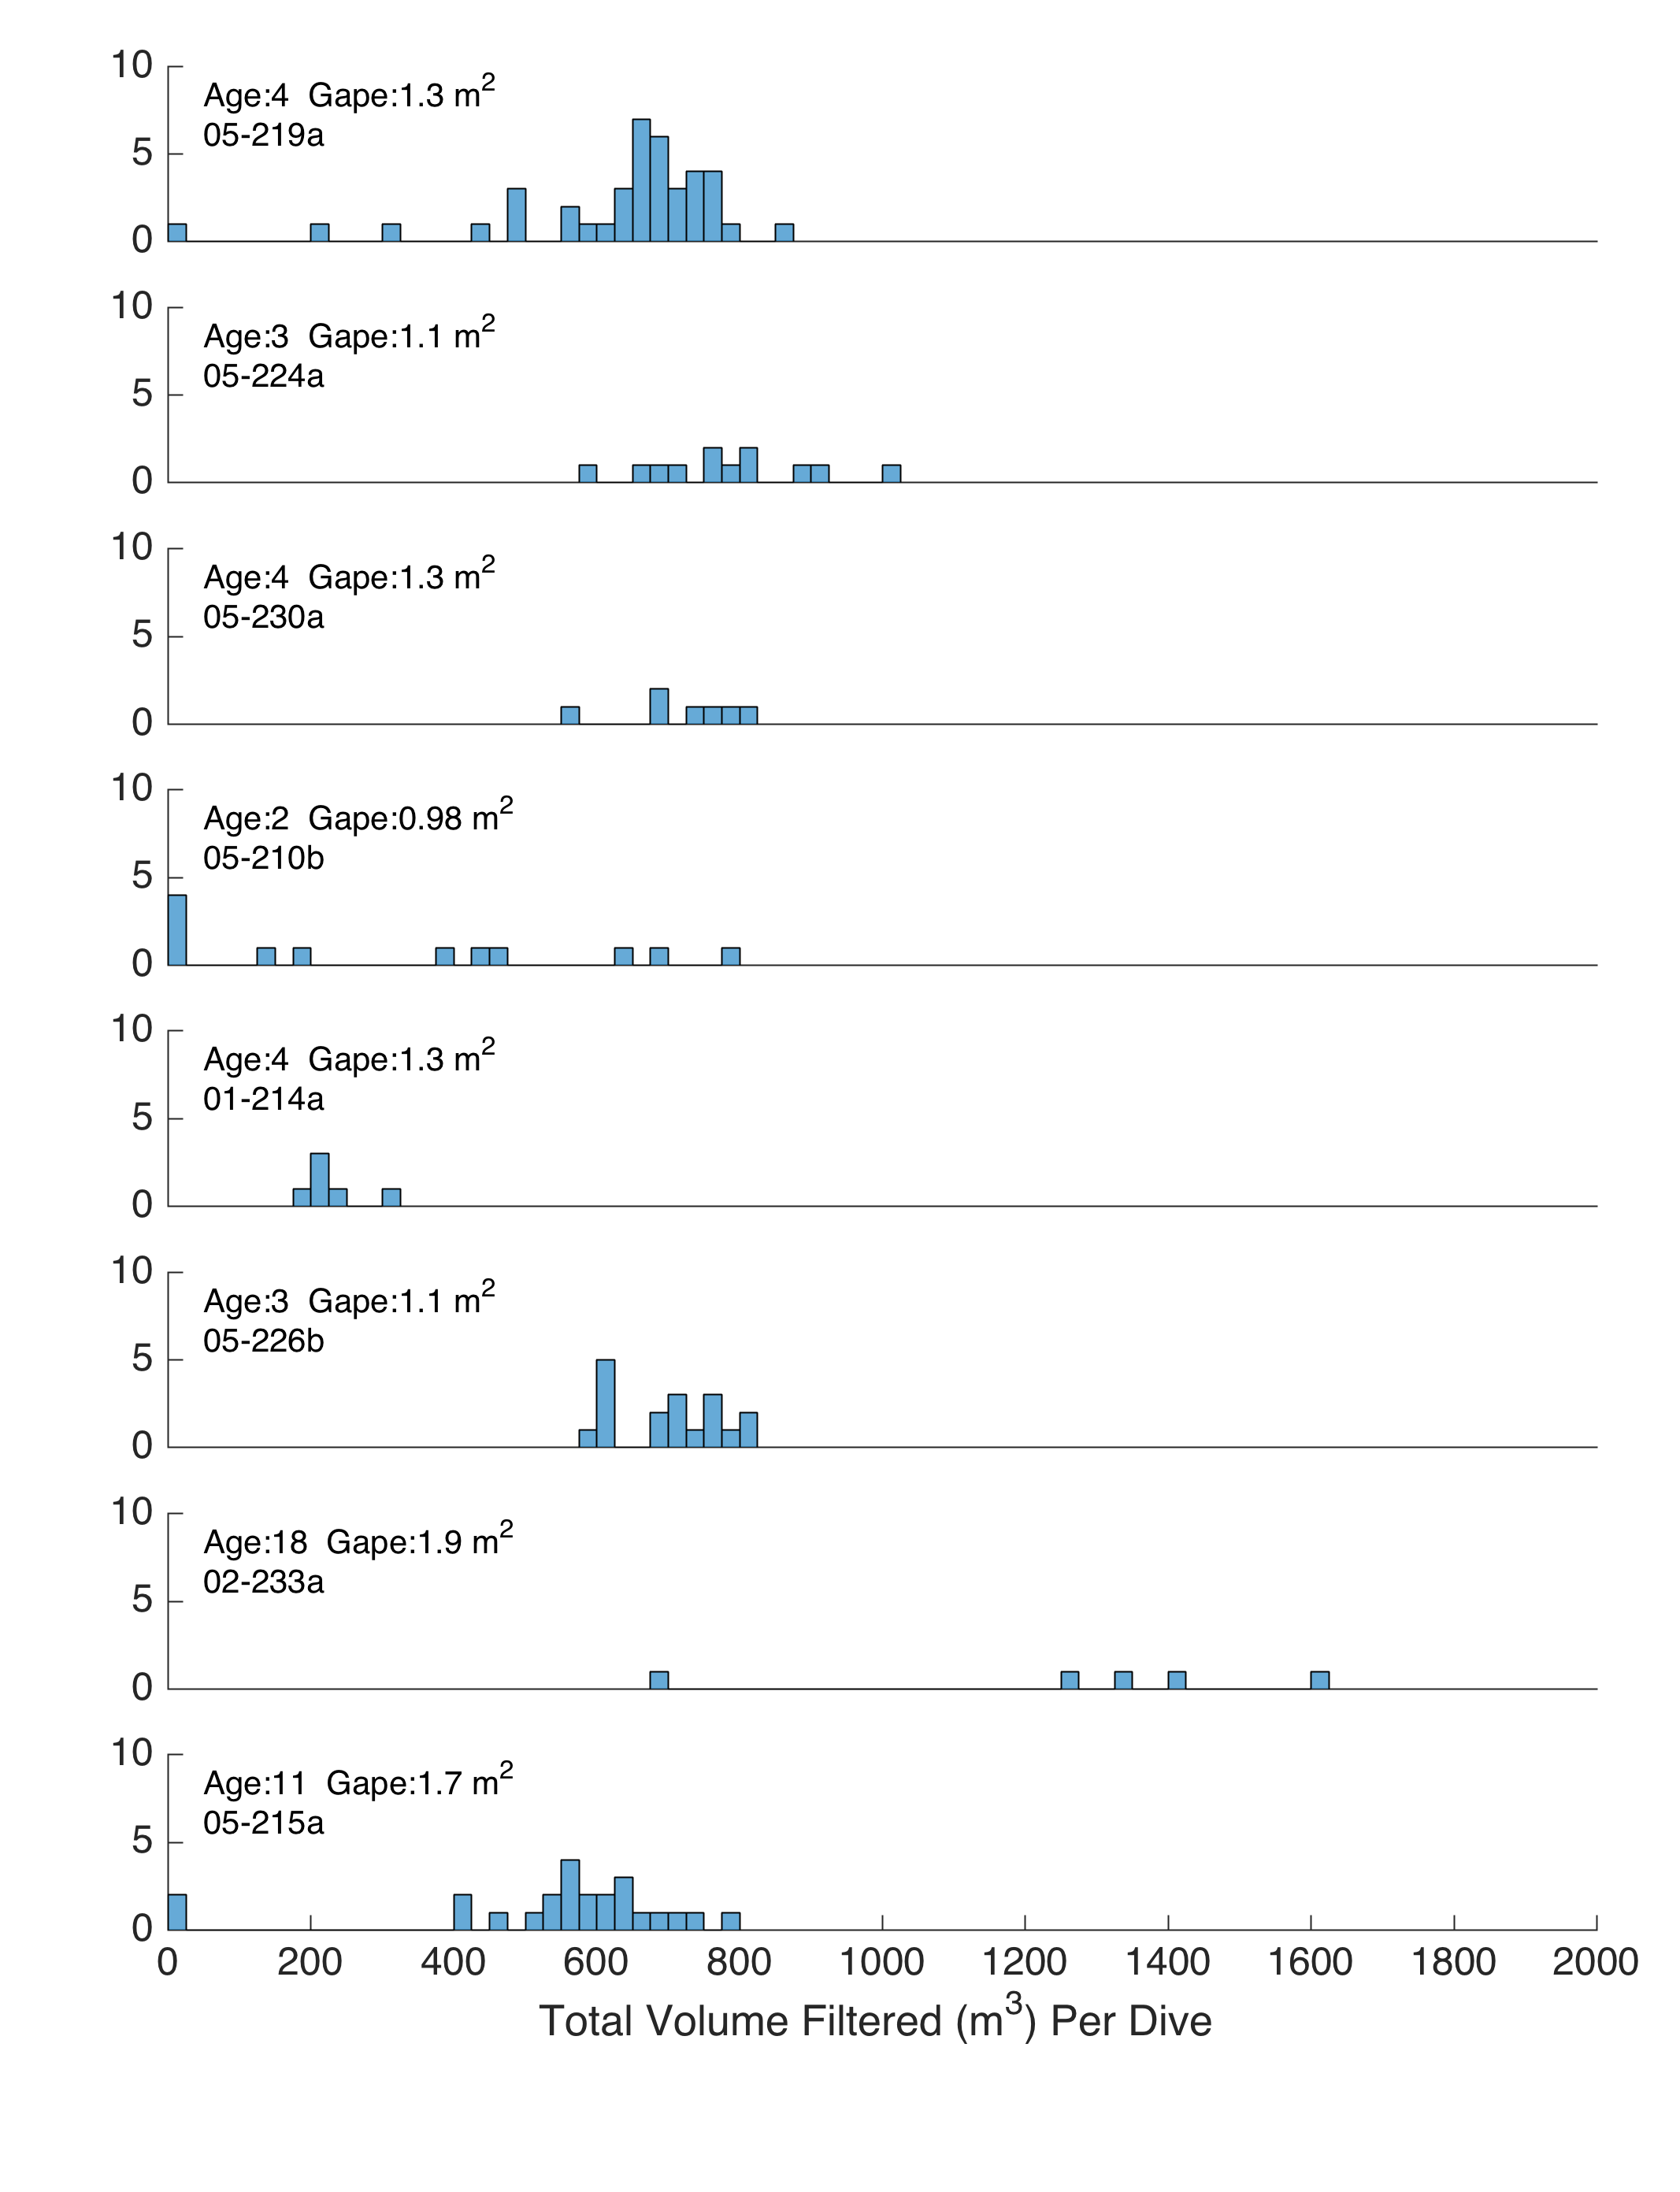 10
Age:4 Gape:1.3 m²
05-219a
5
0
10
Age:3 Gape:1.1 m²
05-224a
5
0
10
Age:4 Gape:1.3 m²
05-230a
5
0
10
Age:2 Gape:0.98 m²
05-210b
5
0
10
Age:4 Gape:1.3 m²
01-214a
5
0
10
Age:3 Gape:1.1 m²
05-226b
5
0
10
Age:18 Gape:1.9 m²
02-233a
5
0
10
Age:11 Gape:1.7 m²
05-215a
5
0
0 200 400 600 800 1000 1200 1400 1600 1800 2000
Total Volume Filtered (m³) Per Dive